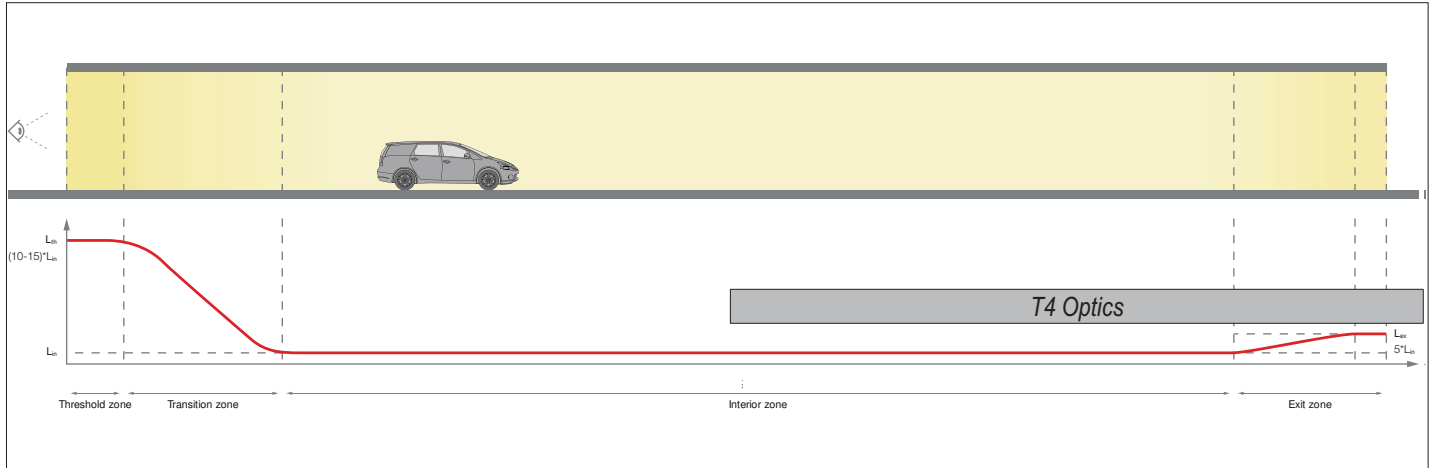 Lth
(10-15)*Lin
T4 Optics
Lin
Lex
5*Lin
Threshold zone
Transition zone
Interior zone
Exit zone